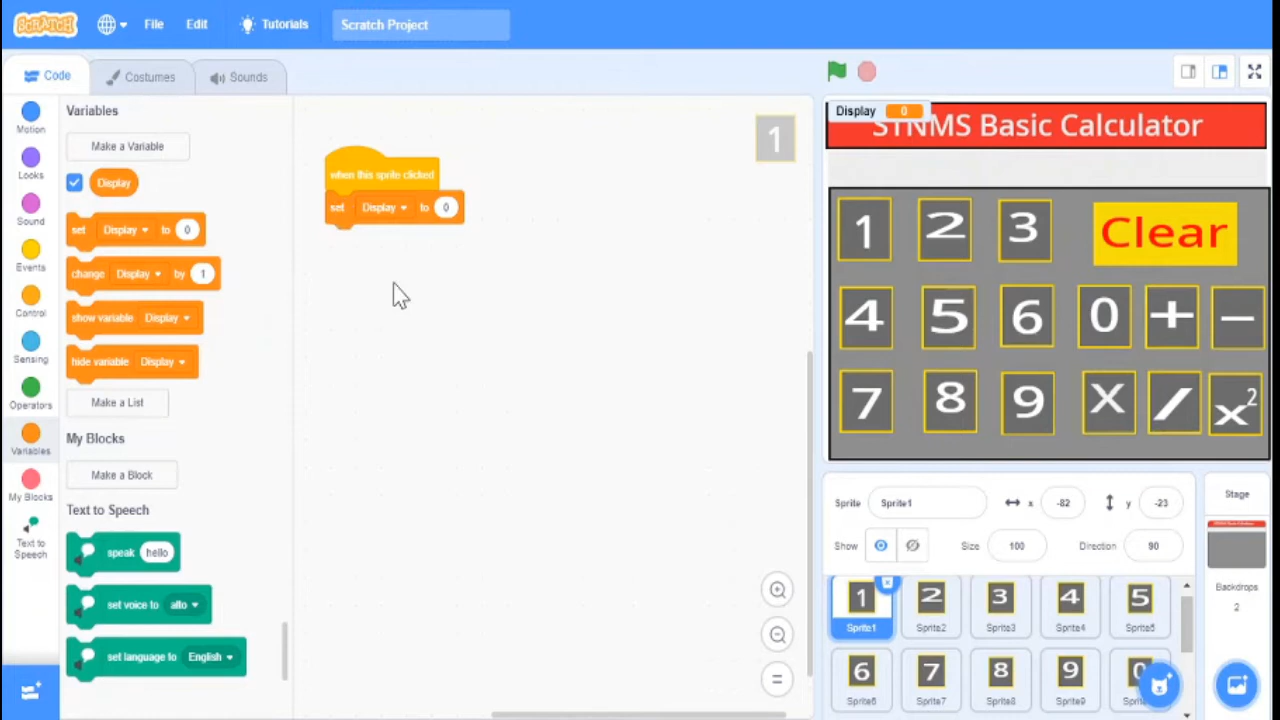 SCRATCH File Edit Tutorials Scratch Project
Code Costumes Sounds
Motion
Looks
Sound
Events
Control
Sensing
Operators
Variables
My Blocks
Text to
Speech
Variables
Make a Variable
Display
set Display to 0
change Display by 1
show variable Display
hide variable Display
Make a List
My Blocks
Make a Block
Text to Speech
speak hello
set voice to alto
set language to English
when this sprite clicked
set Display to 0
1
Display 0
STNMS Basic Calculator
1 2 3 Clear
4 5 6 0 + −
7 8 9 X / x²
Sprite Sprite1 x -82 y -23
Show Size 100 Direction 90
1 2 3 4 5
Sprite1 Sprite2 Sprite3 Sprite4 Sprite5
6 7 8 9 0
Sprite6 Sprite7 Sprite8 Sprite9
Stage
Backdrops
2